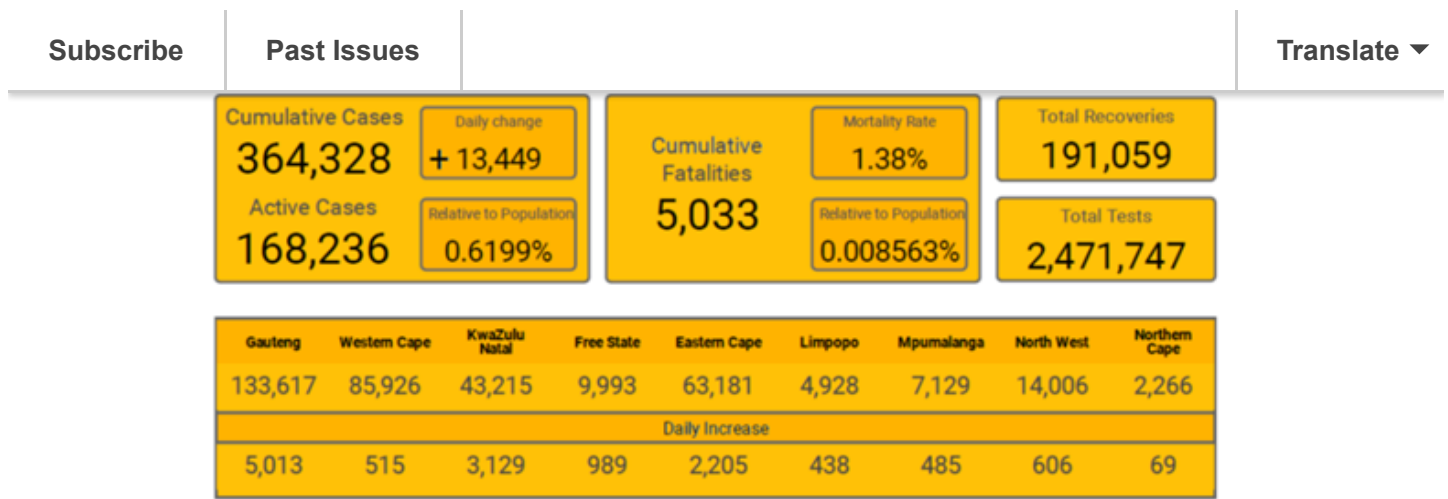 Subscribe Past Issues Translate
Cumulative Cases Daily change
364,328 + 13,449
Active Cases Relative to Population
168,236 0.6199%
Cumulative Fatalities Mortality Rate
5,033 1.38%
Relative to Population
0.008563%
Total Recoveries
191,059
Total Tests
2,471,747
Gauteng Western Cape KwaZulu Natal Free State Eastern Cape Limpopo Mpumalanga North West Northern Cape
133,617 85,926 43,215 9,993 63,181 4,928 7,129 14,006 2,266
Daily Increase
5,013 515 3,129 989 2,205 438 485 606 69